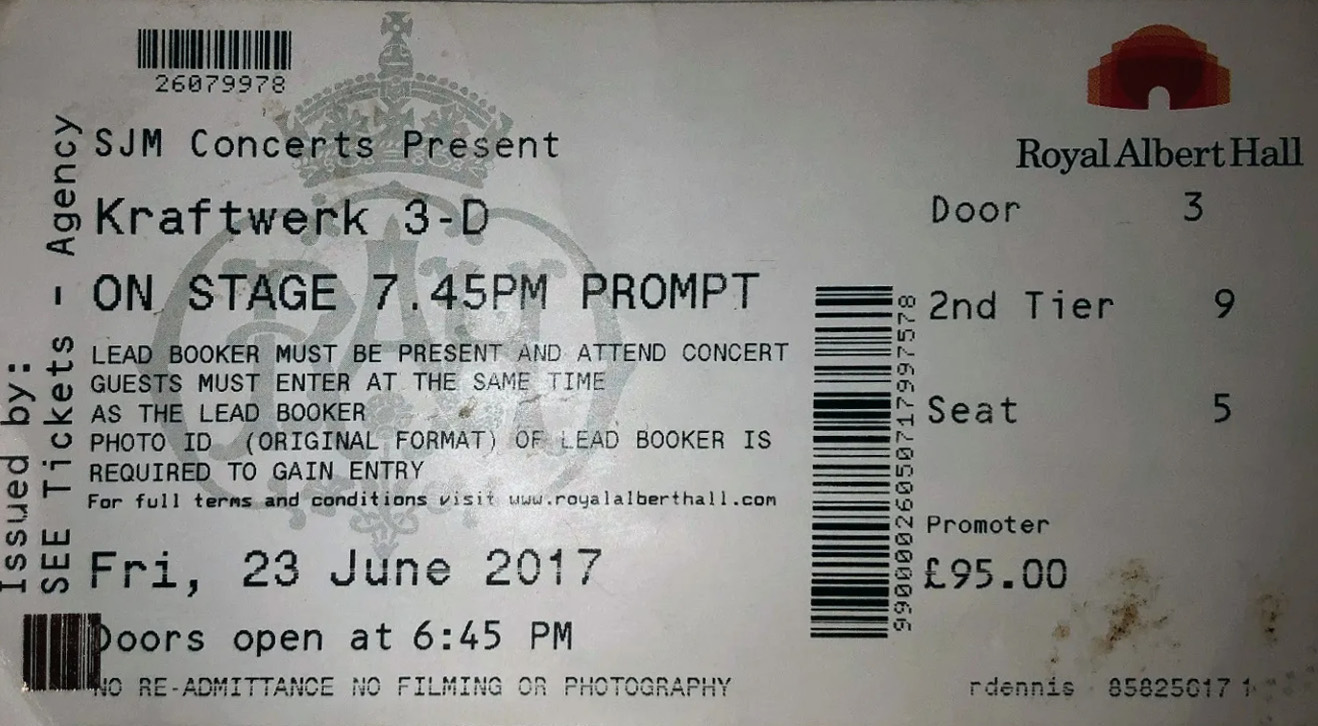 26079978
Royal Albert Hall
Issued by:
SEE Tickets - Agency
SJM Concerts Present
Kraftwerk 3-D
ON STAGE 7.45PM PROMPT
LEAD BOOKER MUST BE PRESENT AND ATTEND CONCERT
GUESTS MUST ENTER AT THE SAME TIME
AS THE LEAD BOOKER
PHOTO ID (ORIGINAL FORMAT) OF LEAD BOOKER IS
REQUIRED TO GAIN ENTRY
For full terms and conditions visit www.royalalberthall.com
Fri, 23 June 2017
Doors open at 6:45 PM
NO RE-ADMITTANCE NO FILMING OR PHOTOGRAPHY
Door 3
2nd Tier 9
Seat 5
Promoter
£95.00
rdennis